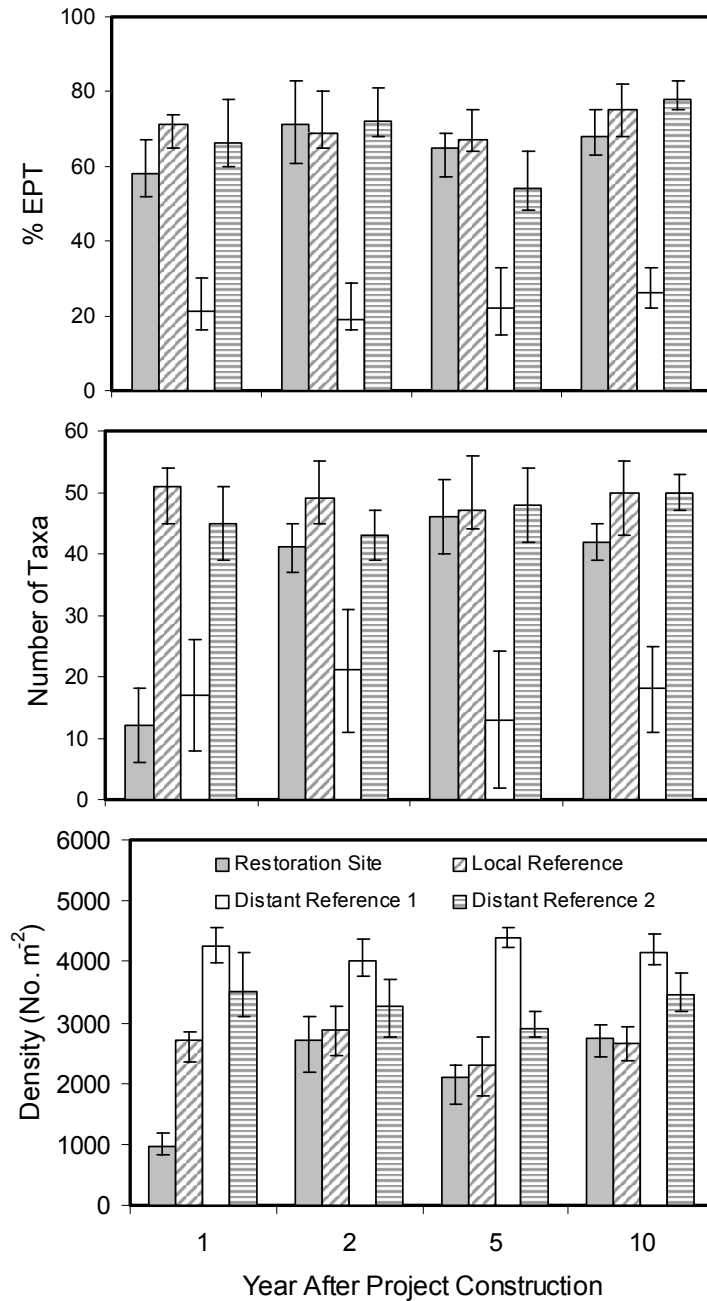 % EPT
100
80
60
40
20
0
Number of Taxa
60
50
40
30
20
10
0
Density (No. m⁻²)
6000
5000
4000
3000
2000
1000
0
Restoration Site
Local Reference
Distant Reference 1
Distant Reference 2
1 2 5 10
Year After Project Construction